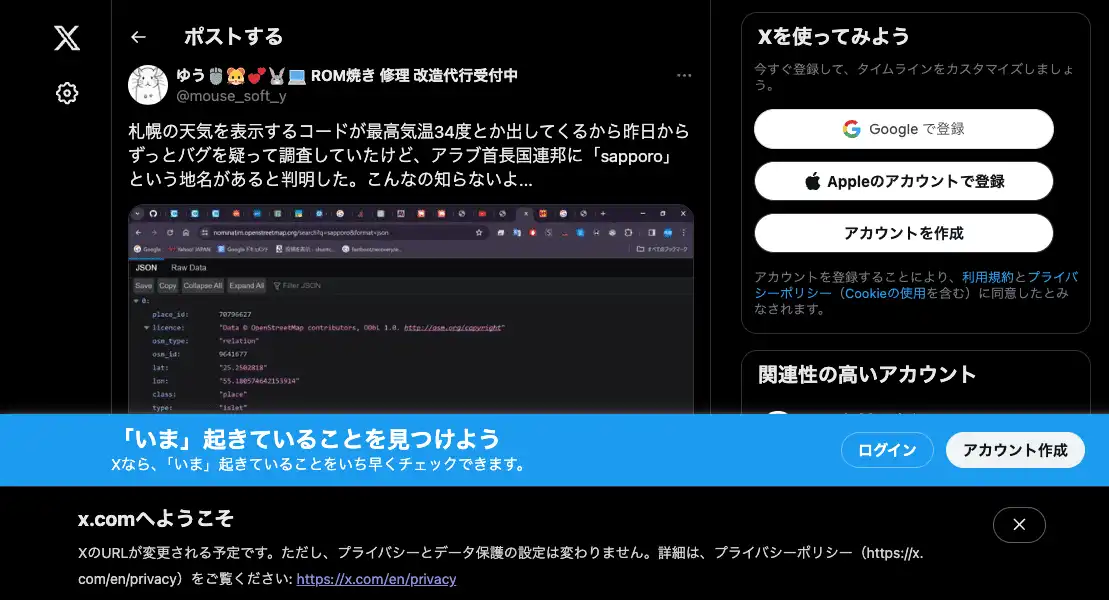 ポストする
ゆう🖱️🐹💕🐰💻 ROM焼き 修理 改造代行受付中
@mouse_soft_y
札幌の天気を表示するコードが最高気温34度とか出してくるから昨日から
ずっとバグを疑って調査していたけど、アラブ首長国連邦に「sapporo」
という地名があると判明した。こんなの知らないよ...
nominatim.openstreetmap.org/search?q=sapporo&format=json
Google
Yahoo! JAPAN
すべてのブックマーク
JSON
Raw Data
Save Copy Collapse All Expand All Filter JSON
0:
place_id: 70796627
licence: "Data © OpenStreetMap contributors, ODbL 1.0. http://osm.org/copyright"
osm_type: "relation"
osm_id: 9641677
lat: "25.2502818"
lon: "55.180574642153914"
class: "place"
type: "islet"
Xを使ってみよう
今すぐ登録して、タイムラインをカスタマイズしましょ
う。
Google で登録
Appleのアカウントで登録
アカウントを作成
アカウントを登録することにより、利用規約とプライバ
シーポリシー（Cookieの使用を含む）に同意したとみ
なされます。
関連性の高いアカウント
「いま」起きていることを見つけよう
Xなら、「いま」起きていることをいち早くチェックできます。
ログイン
アカウント作成
x.comへようこそ
XのURLが変更される予定です。ただし、プライバシーとデータ保護の設定は変わりません。詳細は、プライバシーポリシー（https://x.
com/en/privacy）をご覧ください: https://x.com/en/privacy